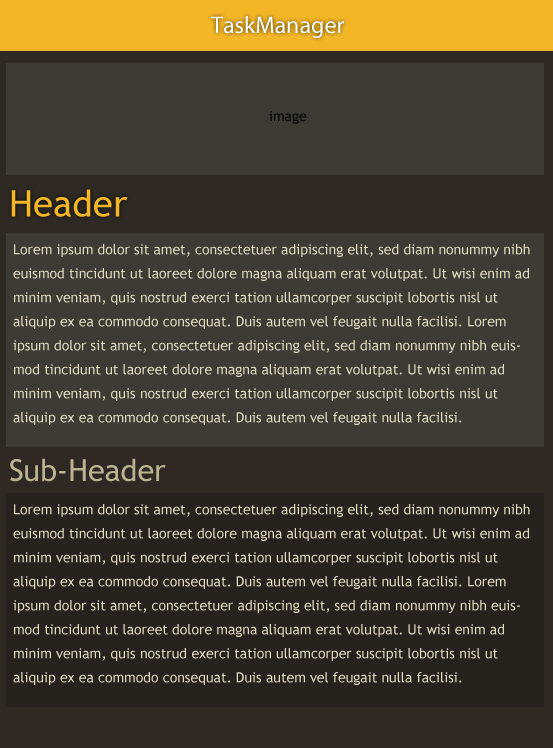 TaskManager
image
Header
Lorem ipsum dolor sit amet, consectetuer adipiscing elit, sed diam nonummy nibh
euismod tincidunt ut laoreet dolore magna aliquam erat volutpat. Ut wisi enim ad
minim veniam, quis nostrud exerci tation ullamcorper suscipit lobortis nisl ut
aliquip ex ea commodo consequat. Duis autem vel feugait nulla facilisi. Lorem
ipsum dolor sit amet, consectetuer adipiscing elit, sed diam nonummy nibh euis-
mod tincidunt ut laoreet dolore magna aliquam erat volutpat. Ut wisi enim ad
minim veniam, quis nostrud exerci tation ullamcorper suscipit lobortis nisl ut
aliquip ex ea commodo consequat. Duis autem vel feugait nulla facilisi.
Sub-Header
Lorem ipsum dolor sit amet, consectetuer adipiscing elit, sed diam nonummy nibh
euismod tincidunt ut laoreet dolore magna aliquam erat volutpat. Ut wisi enim ad
minim veniam, quis nostrud exerci tation ullamcorper suscipit lobortis nisl ut
aliquip ex ea commodo consequat. Duis autem vel feugait nulla facilisi. Lorem
ipsum dolor sit amet, consectetuer adipiscing elit, sed diam nonummy nibh euis-
mod tincidunt ut laoreet dolore magna aliquam erat volutpat. Ut wisi enim ad
minim veniam, quis nostrud exerci tation ullamcorper suscipit lobortis nisl ut
aliquip ex ea commodo consequat. Duis autem vel feugait nulla facilisi.